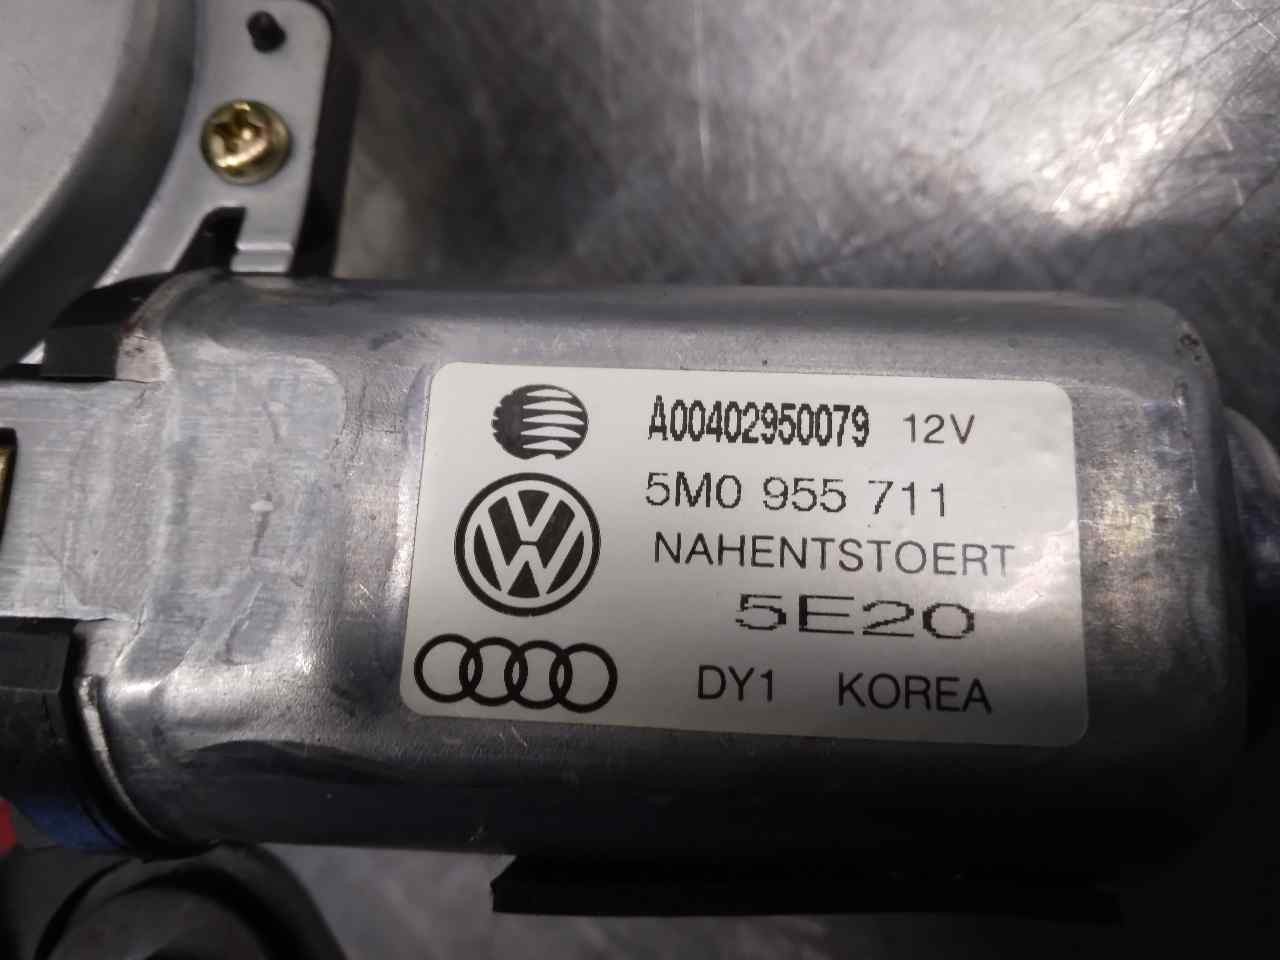 A00402950079 12V
5M0 955 711
NAHENTSTOERT
5E20
DY1 KOREA